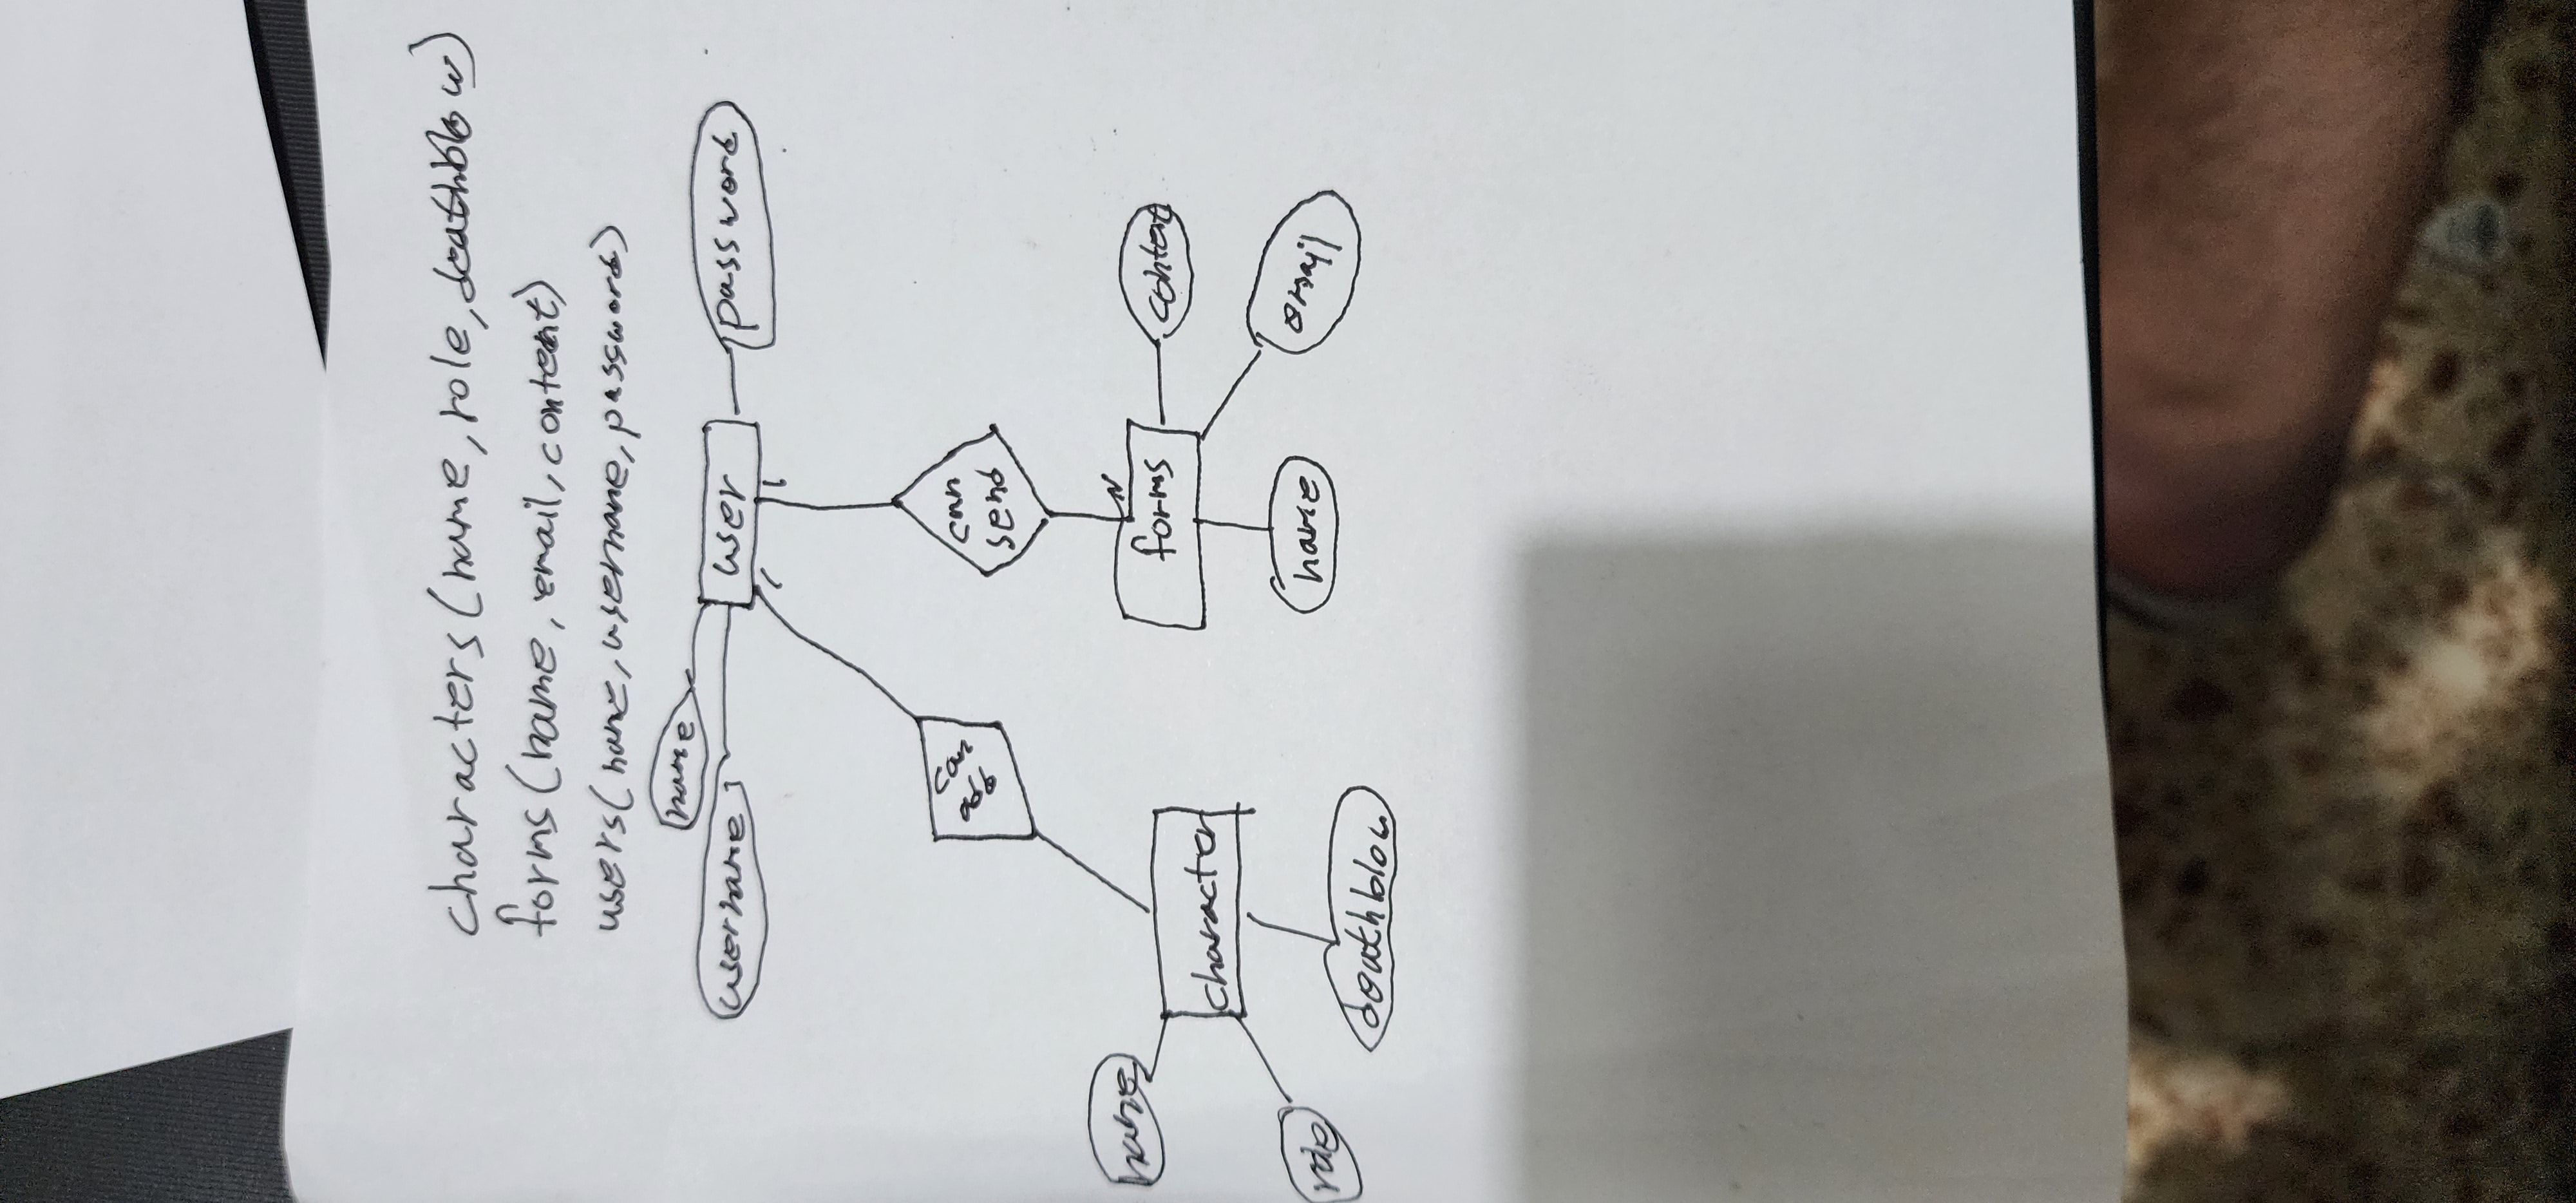 characters(name, role, deathblow)
forms(name, email, content)
users(name, username, password)
name
username
user
password
1
1
can
add
can
send
N
name
character
role
deathblow
forms
content
name
email